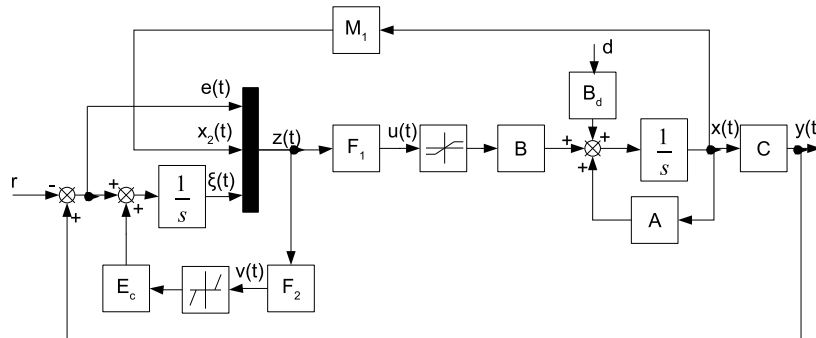 M1
d
e(t)
Bd
x2(t)
z(t)
F1
u(t)
B
+
+
+
1
s
x(t)
C
y(t
r
-
+
+
+
1
s
ξ(t)
A
+
Ec
v(t)
F2